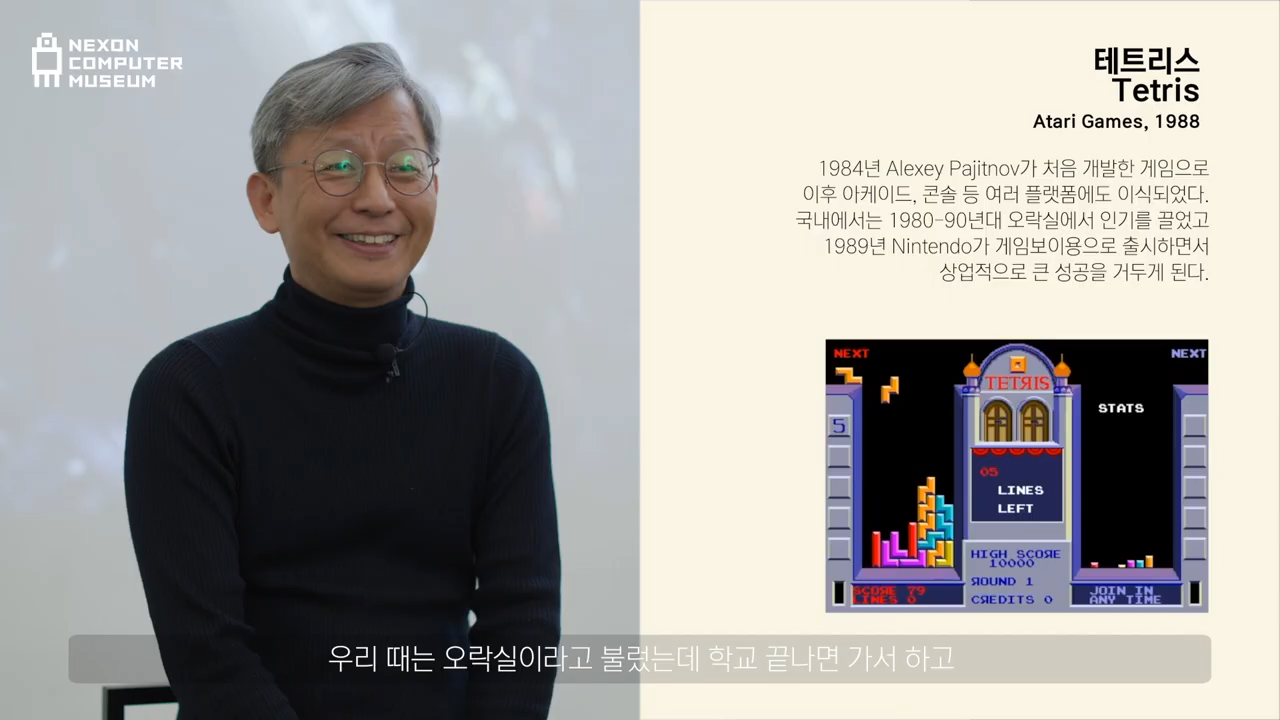 NEXON
COMPUTER
MUSEUM
테트리스
Tetris
Atari Games, 1988
1984년 Alexey Pajitnov가 처음 개발한 게임으로
이후 아케이드, 콘솔 등 여러 플랫폼에도 이식되었다.
국내에서는 1980-90년대 오락실에서 인기를 끌었고
1989년 Nintendo가 게임보이용으로 출시하면서
상업적으로 큰 성공을 거두게 된다.
NEXT
NEXT
TETЯIS
STATS
5
05
LINES
LEFT
HIGH SCOЯE
10000
ЯOUND 1
CЯEDITS 0
SCOЯE 79
LINES 0
JOIN IN
ANY TIME
우리 때는 오락실이라고 불렀는데 학교 끝나면 가서 하고